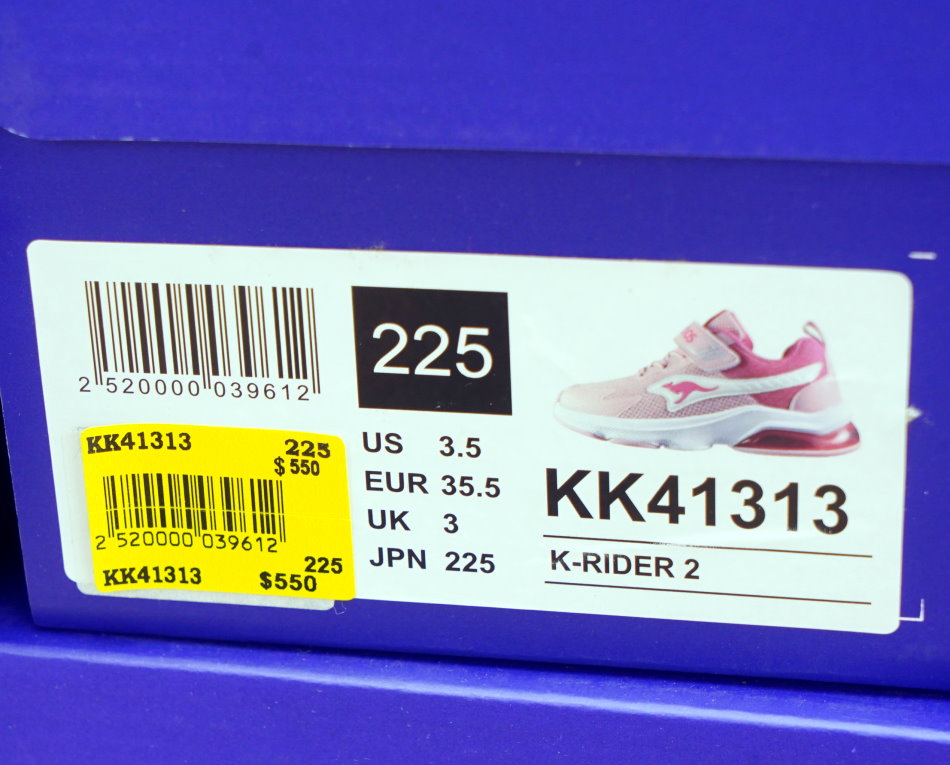 2 520000 039612
225
US 3.5
EUR 35.5
UK 3
JPN 225
KK41313
K-RIDER 2
KK41313 225
$550
2 520000 039612
225
KK41313 $550